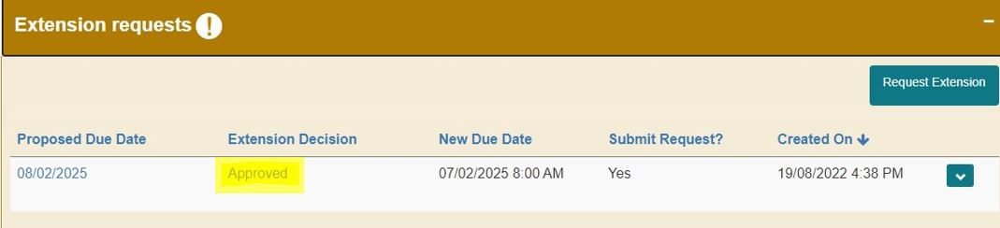 Extension requests
Request Extension
Proposed Due Date Extension Decision New Due Date Submit Request? Created On
08/02/2025 Approved 07/02/2025 8:00 AM Yes 19/08/2022 4:38 PM